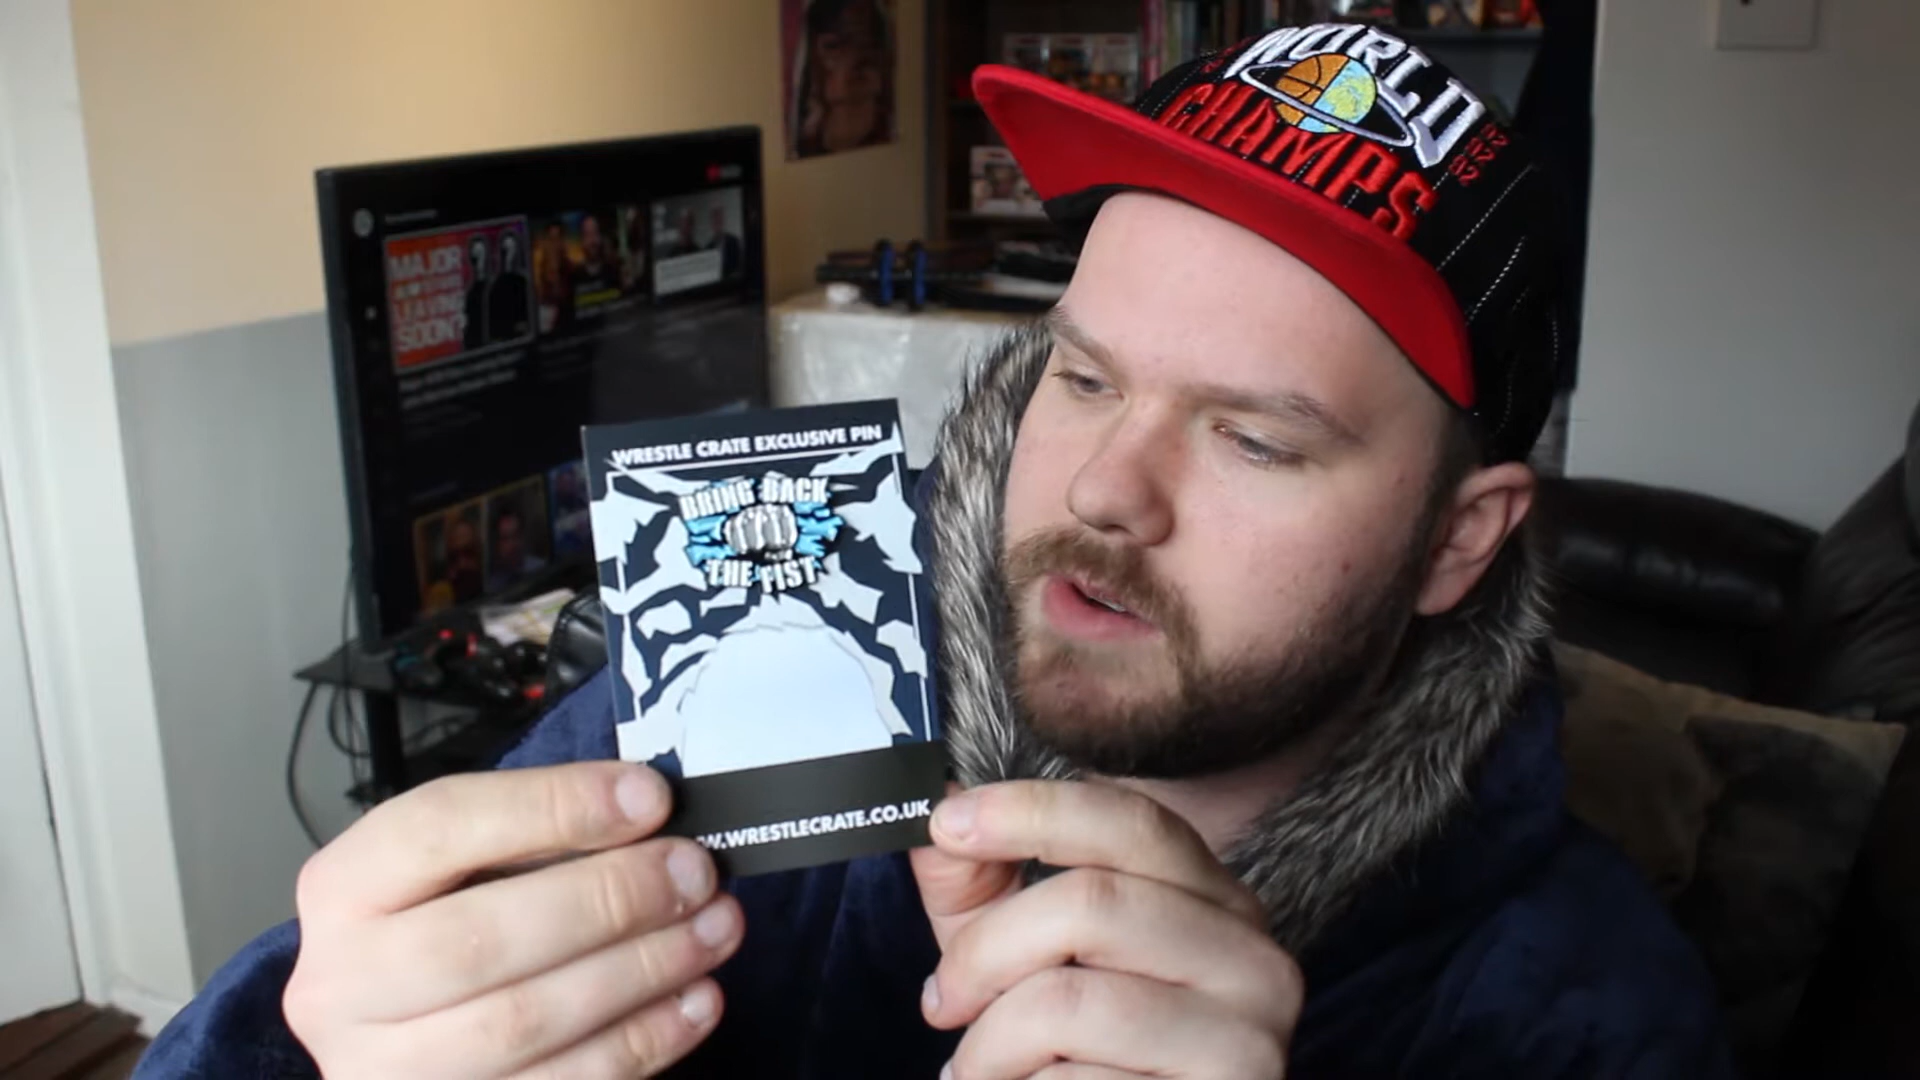 WORLD
CHAMPS
MAJOR
LEAVING
SOON?
WRESTLE CRATE EXCLUSIVE PIN
BRING BACK
THE FIST
W.WRESTLECRATE.CO.UK